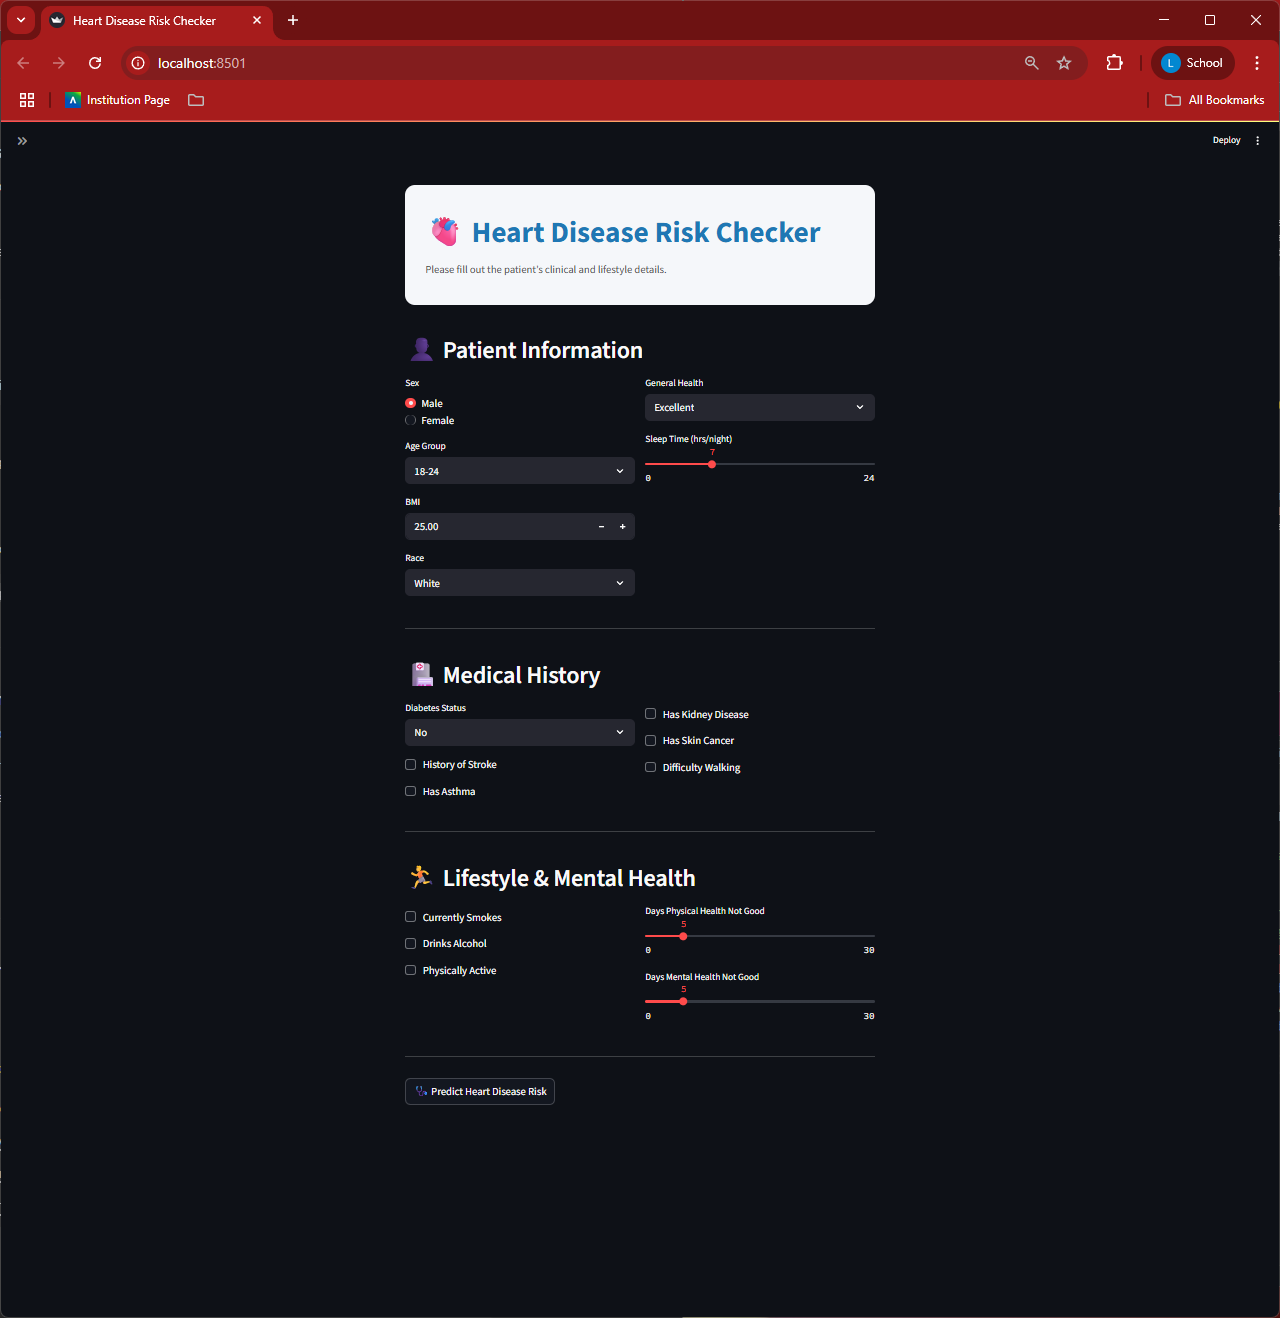 Heart Disease Risk Checker
localhost:8501
School
Institution Page
All Bookmarks
Deploy
Heart Disease Risk Checker
Please fill out the patient's clinical and lifestyle details.
Patient Information
Sex
Male
Female
Age Group
18-24
BMI
25.00
Race
White
General Health
Excellent
Sleep Time (hrs/night)
7
0 24
Medical History
Diabetes Status
No
History of Stroke
Has Asthma
Has Kidney Disease
Has Skin Cancer
Difficulty Walking
Lifestyle & Mental Health
Currently Smokes
Drinks Alcohol
Physically Active
Days Physical Health Not Good
5
0 30
Days Mental Health Not Good
5
0 30
Predict Heart Disease Risk